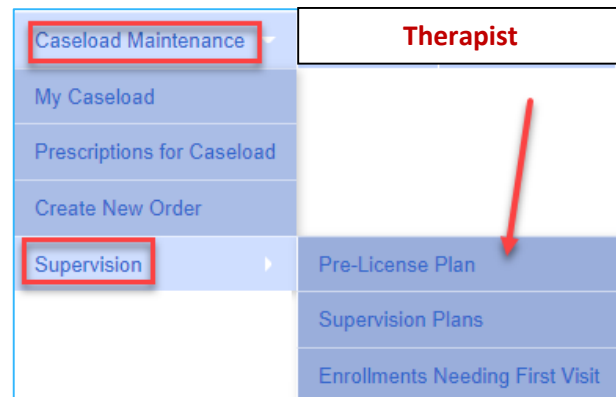 Caseload Maintenance
Therapist
My Caseload
Prescriptions for Caseload
Create New Order
Supervision
Pre-License Plan
Supervision Plans
Enrollments Needing First Visit